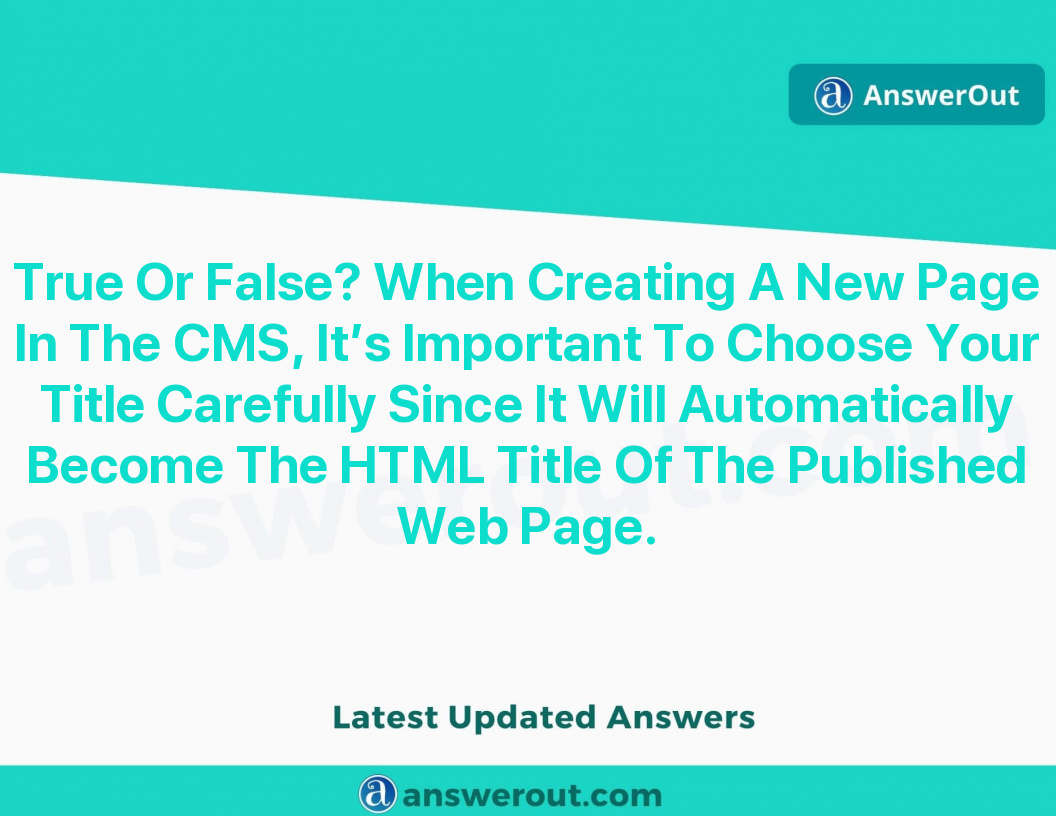 AnswerOut
True Or False? When Creating A New Page
In The CMS, It’s Important To Choose Your
Title Carefully Since It Will Automatically
Become The HTML Title Of The Published
Web Page.
answerout.com
Latest Updated Answers
answerout.com